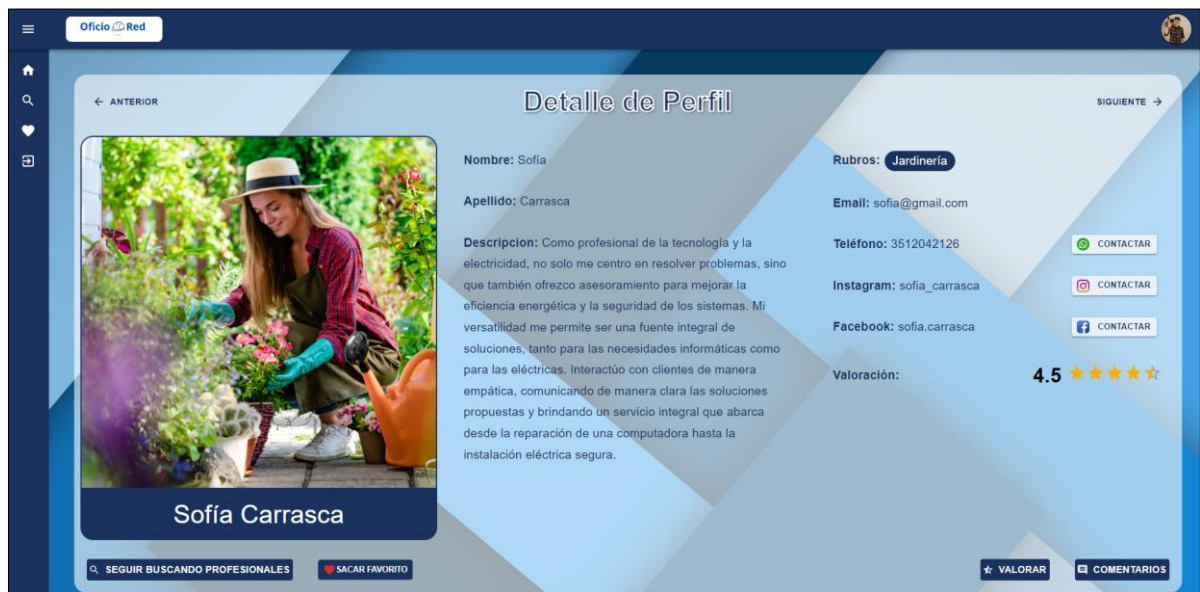 Oficio Red
Detalle de Perfil
← ANTERIOR
SIGUIENTE →
Nombre: Sofía
Apellido: Carrasca
Descripcion: Como profesional de la tecnología y la
electricidad, no solo me centro en resolver problemas, sino
que también ofrezco asesoramiento para mejorar la
eficiencia energética y la seguridad de los sistemas. Mi
versatilidad me permite ser una fuente integral de
soluciones, tanto para las necesidades informáticas como
para las eléctricas. Interactúo con clientes de manera
empática, comunicando de manera clara las soluciones
propuestas y brindando un servicio integral que abarca
desde la reparación de una computadora hasta la
instalación eléctrica segura.
Rubros: Jardinería
Email: sofia@gmail.com
Teléfono: 3512042126 CONTACTAR
Instagram: sofia_carrasca CONTACTAR
Facebook: sofia.carrasca CONTACTAR
Valoración: 4.5
Sofía Carrasca
SEGUIR BUSCANDO PROFESIONALES
SACAR FAVORITO
VALORAR
COMENTARIOS